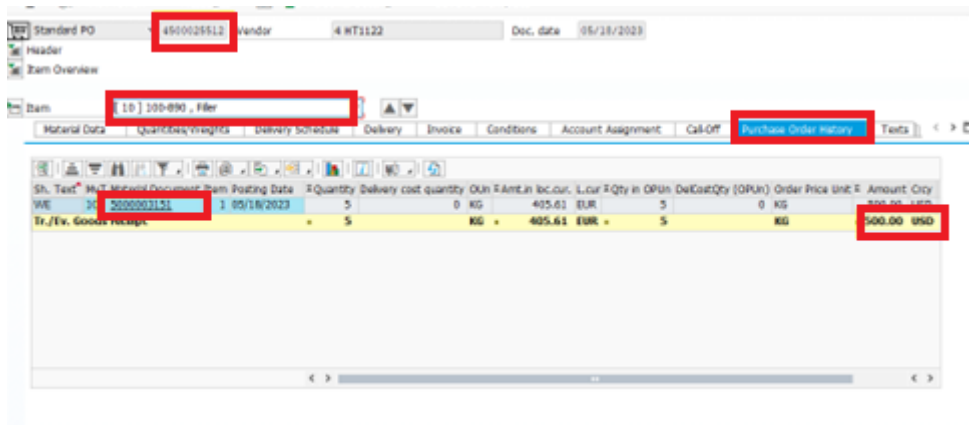 Standard PO 4500025512 Vendor 4 HT1122 Doc. date 05/18/2023
Header
Item Overview
Item [ 10 ] 100-890 , Filler
Material Data Quantities/Weights Delivery Schedule Delivery Invoice Conditions Account Assignment Call-Off Purchase Order History Texts
Sh. Text MvT Material Document Item Posting Date Quantity Delivery cost quantity OUn Amt.in loc.cur. L.cur Qty in OPUn DelCostQty (OPUn) Order Price Unit Amount Crcy
WE 5000003151 1 05/18/2023 5 0 KG 405.61 EUR 5 0 KG USD
Tr./Ev. Goods Receipt 5 KG 405.61 EUR 5 KG 500.00 USD